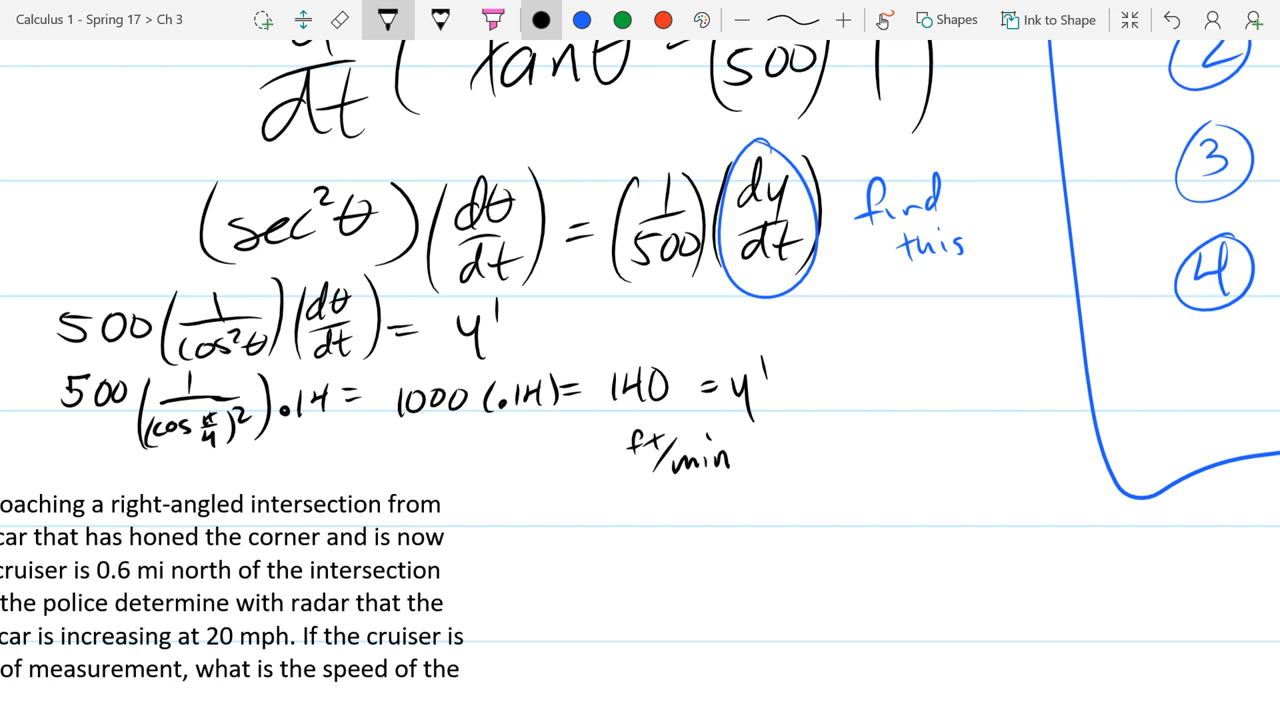 Calculus 1 - Spring 17 > Ch 3
Shapes
Ink to Shape
dt ( tanθ = (500) )
2
(sec²θ)(dθ/dt) = (1/500)(dy/dt) find this
3
4
500(1/cos²θ)(dθ/dt) = y'
500(1/(cos π/4)²).14 = 1000(.14) = 140 = y'
ft/min
oaching a right-angled intersection from
car that has honed the corner and is now
cruiser is 0.6 mi north of the intersection
the police determine with radar that the
car is increasing at 20 mph. If the cruiser is
of measurement, what is the speed of the